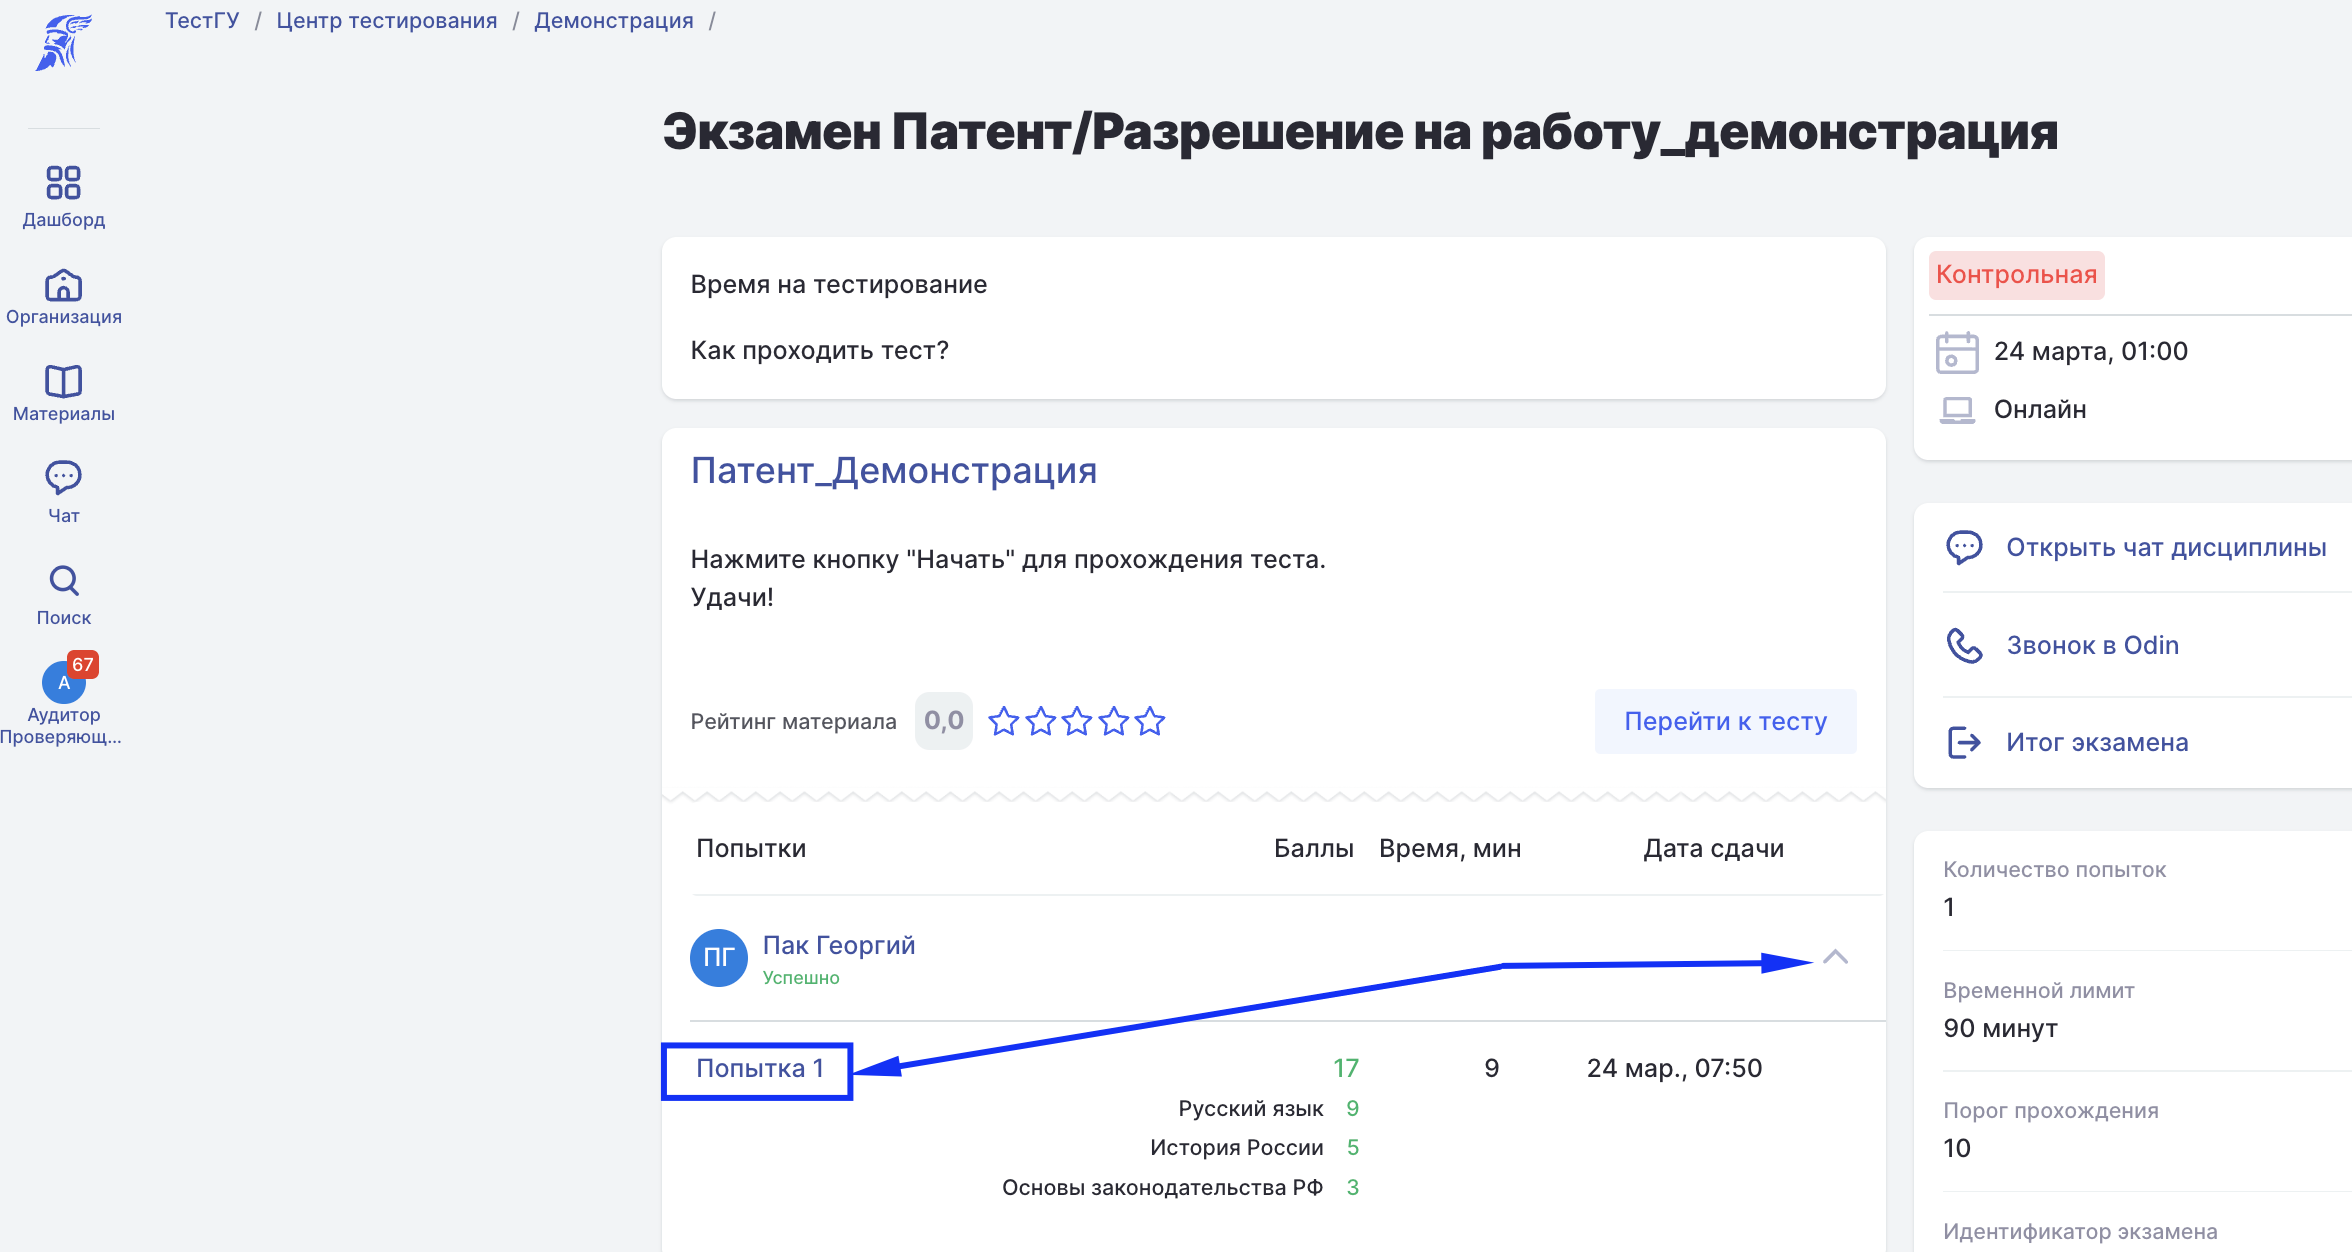 ТестГУ / Центр тестирования / Демонстрация /
Экзамен Патент/Разрешение на работу_демонстрация
Дашборд
Организация
Материалы
Чат
Поиск
67
А
Аудитор
Проверяющ...
Время на тестирование
Как проходить тест?
Патент_Демонстрация
Нажмите кнопку "Начать" для прохождения теста.
Удачи!
Рейтинг материала 0,0
Перейти к тесту
Попытки Баллы Время, мин Дата сдачи
ПГ
Пак Георгий
Успешно
Попытка 1 17 9 24 мар., 07:50
Русский язык 9
История России 5
Основы законодательства РФ 3
Контрольная
24 марта, 01:00
Онлайн
Открыть чат дисциплины
Звонок в Odin
Итог экзамена
Количество попыток
1
Временной лимит
90 минут
Порог прохождения
10
Идентификатор экзамена